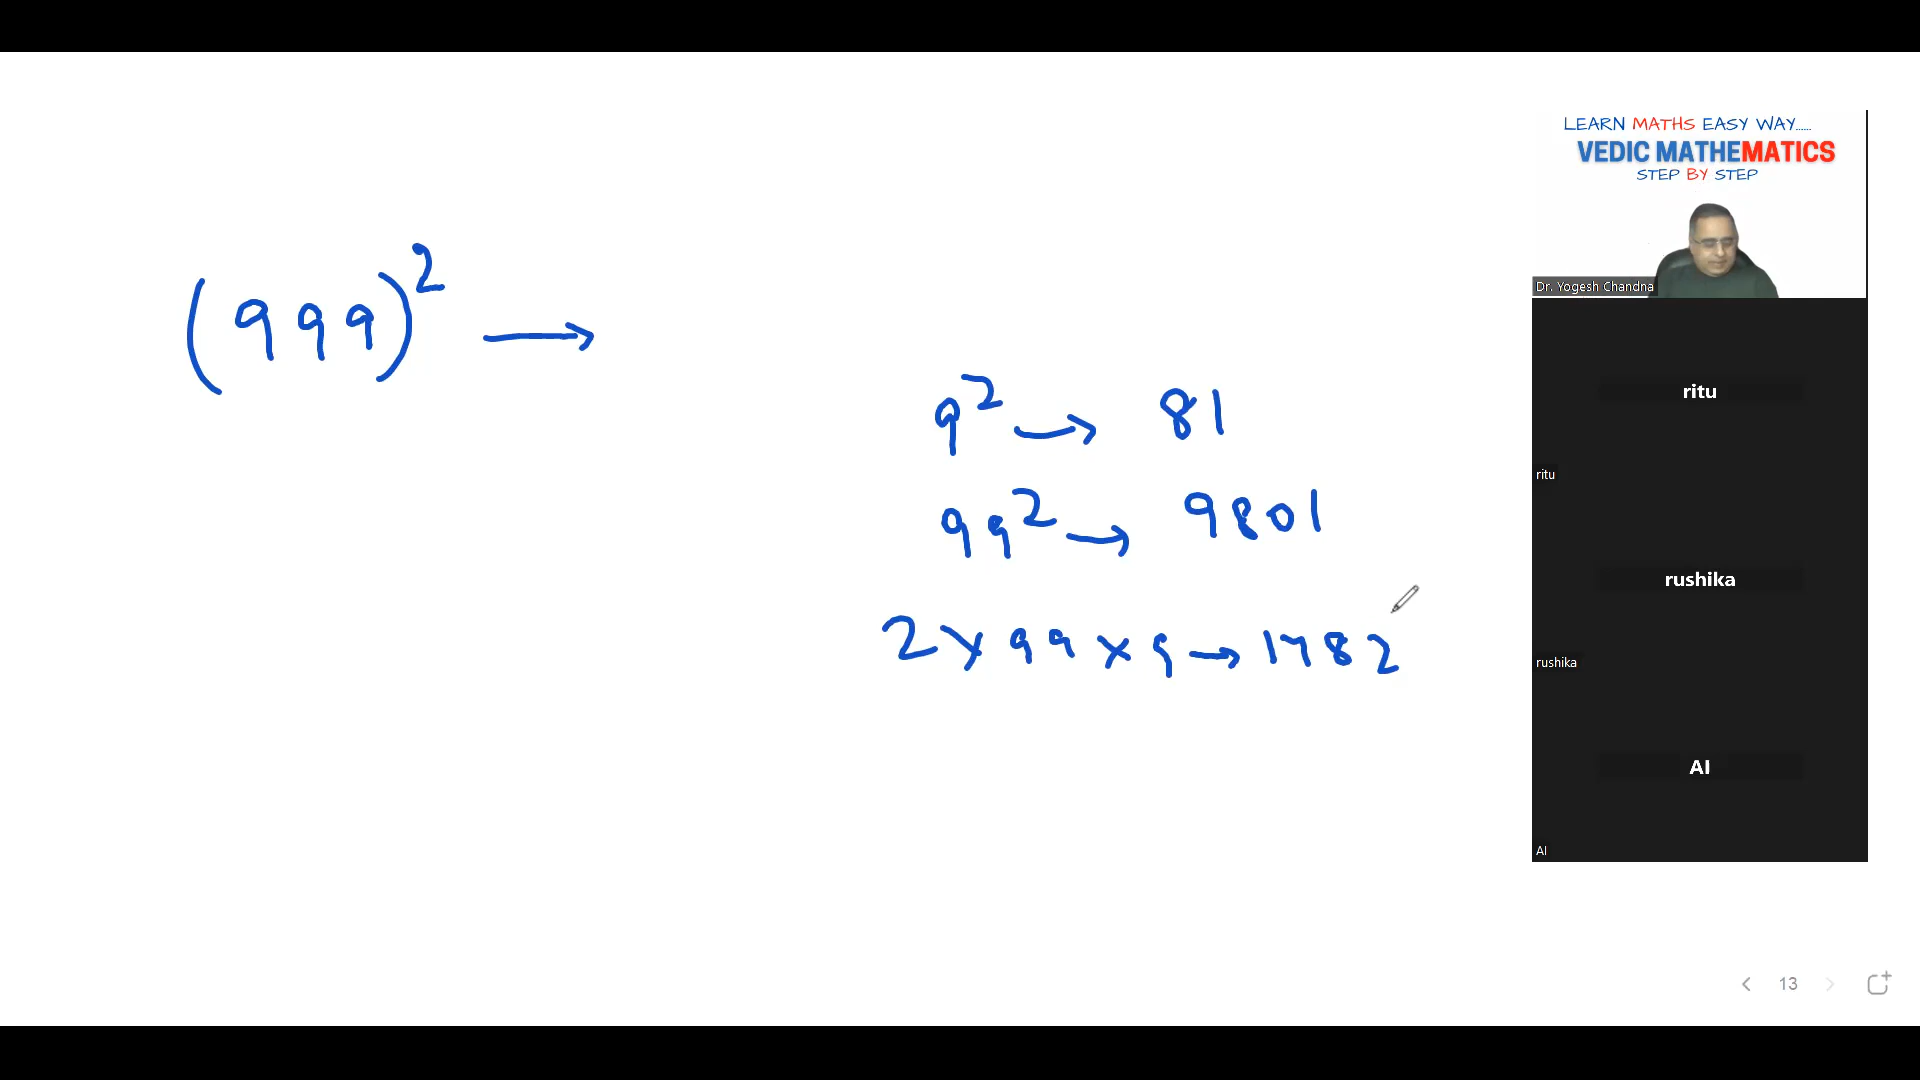 (999)² →
9² → 81
99² → 9801
2 × 99 × 9 → 1782
LEARN MATHS EASY WAY......
VEDIC MATHEMATICS
STEP BY STEP
Dr. Yogesh Chandna
ritu
ritu
rushika
rushika
AI
AI
13